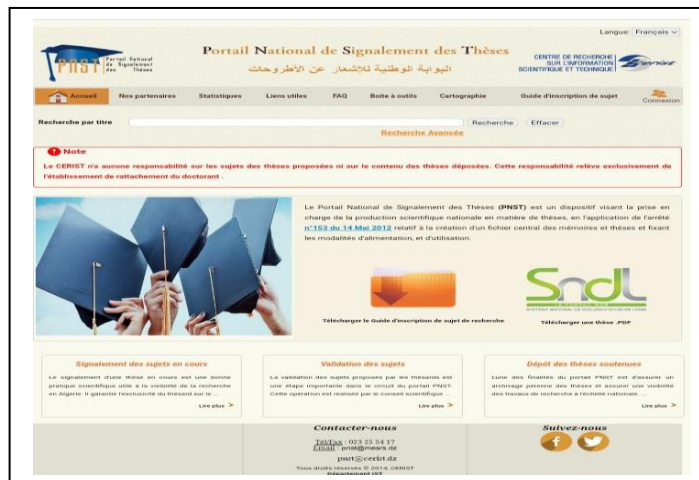 Langue: Français
PNST
Portail National
de Signalement
des Thèses
Portail National de Signalement des Thèses
البوابة الوطنية للإشعار عن الأطروحات
CENTRE DE RECHERCHE
SUR L'INFORMATION
SCIENTIFIQUE ET TECHNIQUE
Accueil
Nos partenaires
Statistiques
Liens utiles
FAQ
Boite à outils
Cartographie
Guide d'inscription de sujet
Connexion
Recherche par titre
Recherche
Effacer
Recherche Avancée
Note
Le CERIST n'a aucune responsabilité sur les sujets des thèses proposées ni sur le contenu des thèses déposées. Cette responsabilité relève exclusivement de
l'établissement de rattachement du doctorant .
Le Portail National de Signalement des Thèses (PNST) est un dispositif visant la prise en
charge de la production scientifique nationale en matière de thèses, en l'application de l'arrêté
n°153 du 14 Mai 2012 relatif à la création d'un fichier central des mémoires et thèses et fixant
les modalités d'alimentation, et d'utilisation.
Télécharger le Guide d'inscription de sujet de recherche
Sndl
LE PORTAIL WEB
SYSTÈME NATIONAL DE DOCUMENTATION EN LIGNE
Télécharger une thèse .PDF
Signalement des sujets en cours
Le signalement d'une thèse en cours est une bonne
pratique scientifique utile à la visibilité de la recherche
en Algérie. Il garantie l'exclusivité du thésard sur le ...
Lire plus >
Validation des sujets
La validation des sujets proposés par les thésards est
une étape importante dans le circuit du portail PNST.
Cette opération est réalisée par le conseil scientifique ...
Lire plus >
Dépôt des thèses soutenues
L'une des finalités du portail PNST est d'assurer un
archivage pérenne des thèses et assurer une visibilité
des travaux de recherche à l'échelle nationale. ...
Lire plus >
Contacter-nous
Tél/Fax : 023 25 54 17
Email : pnst@mesrs.dz
pnst@cerist.dz
Tous droits réservés © 2014, CERIST
Département IST
Suivez-nous